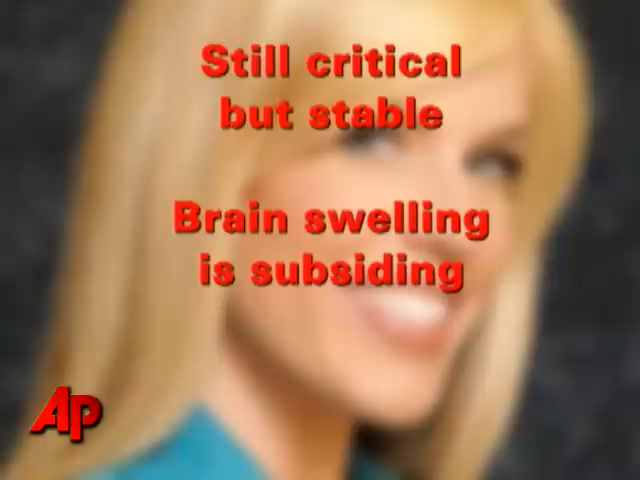 Still critical
but stable
Brain swelling
is subsiding
AP